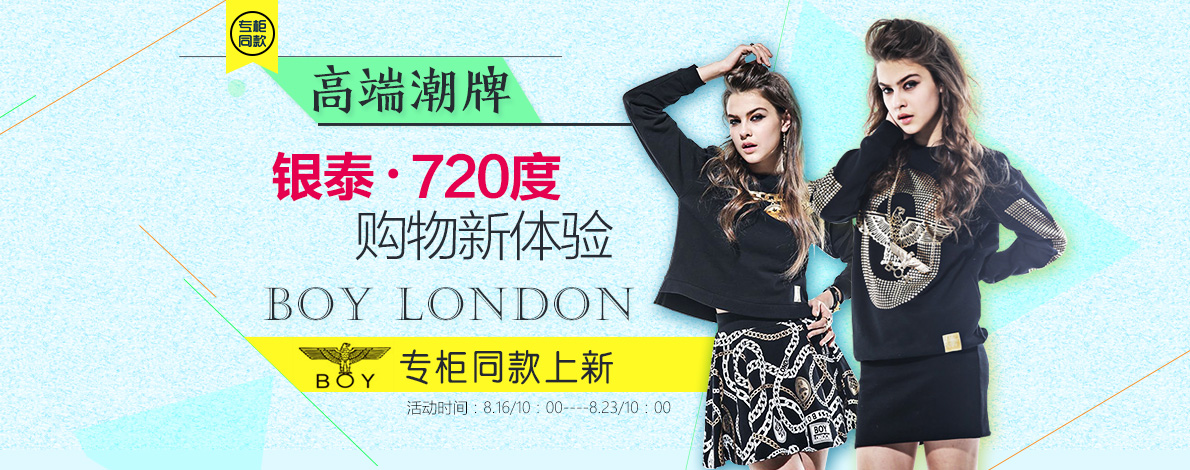 专柜
同款
高端潮牌
银泰·720度
购物新体验
BOY LONDON
BOY 专柜同款上新
活动时间：8.16/10：00----8.23/10：00
BOY
LONDON